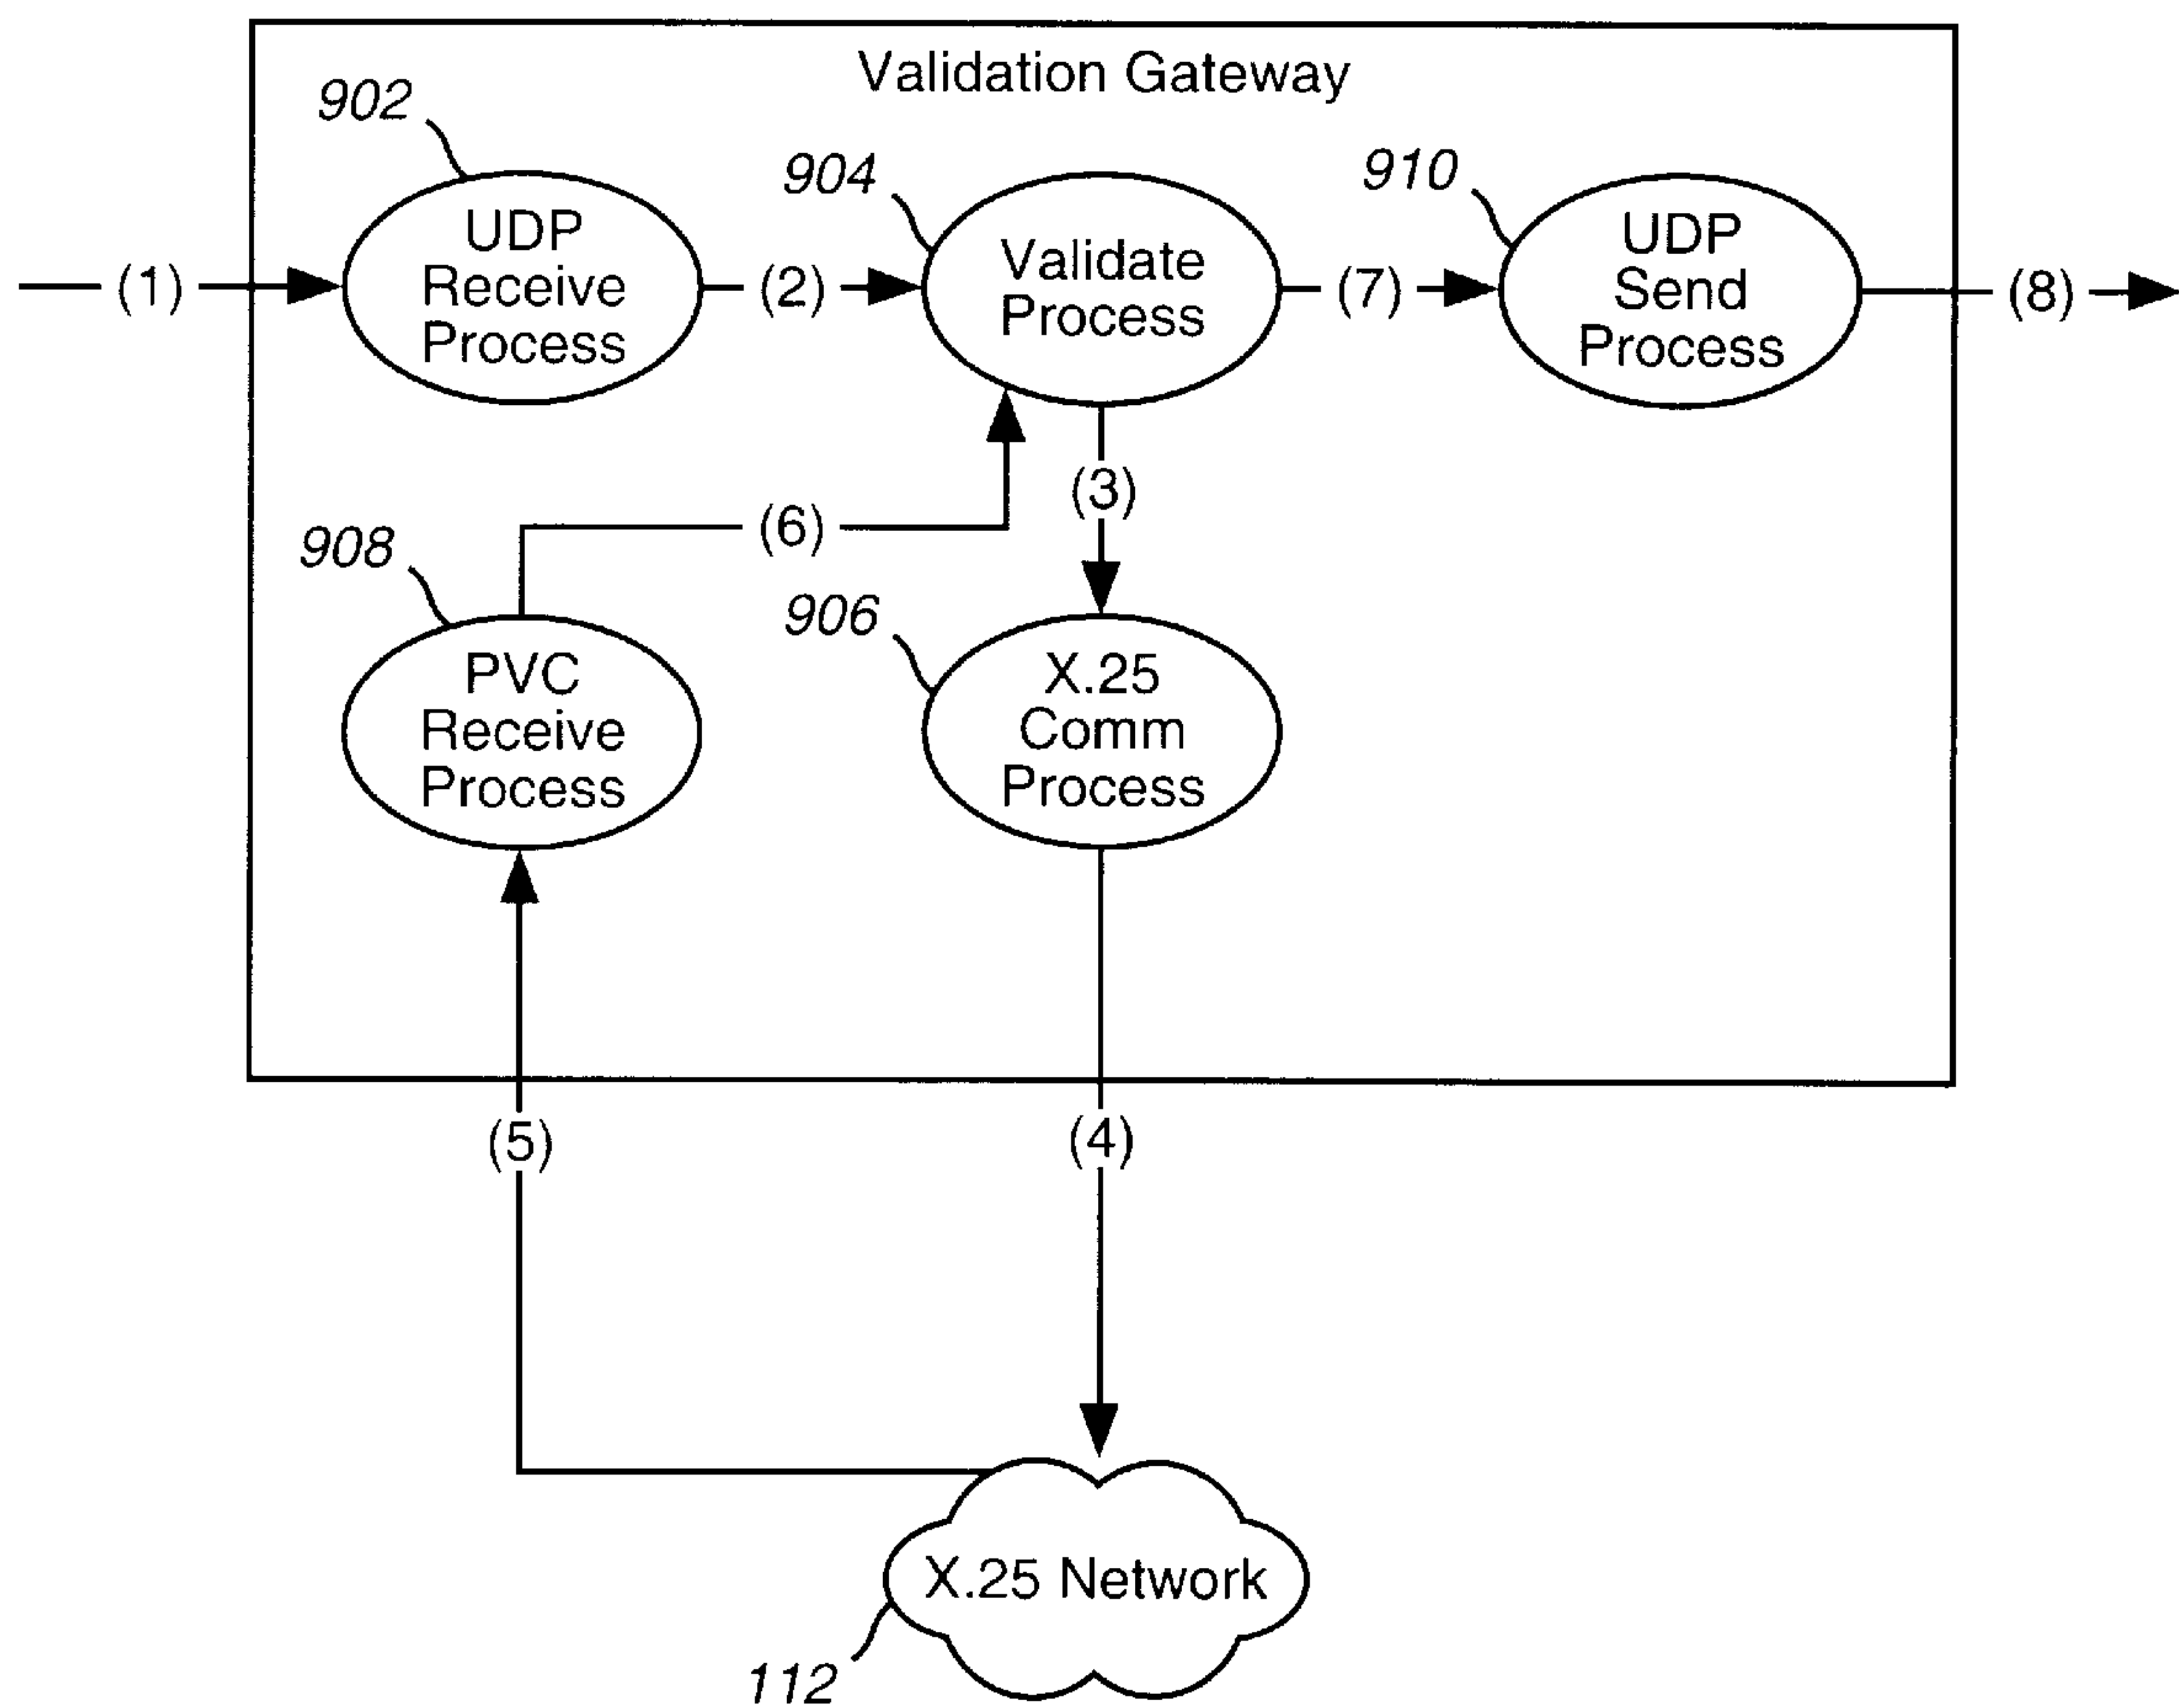 Validation Gateway
902
904
910
UDP
Receive
Process
Validate
Process
UDP
Send
Process
(1)
(2)
(7)
(8)
(3)
(6)
908
906
PVC
Receive
Process
X.25
Comm
Process
(5)
(4)
X.25 Network
112